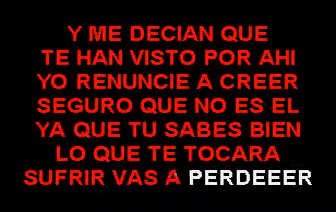 Y ME DECIAN QUE
TE HAN VISTO POR AHI
YO RENUNCIE A CREER
SEGURO QUE NO ES EL
YA QUE TU SABES BIEN
LO QUE TE TOCARA
SUFRIR VAS A PERDEEER